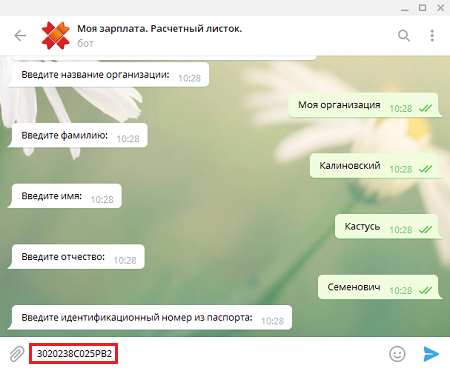 Моя зарплата. Расчетный листок.
бот
Введите название организации: 10:28
Моя организация 10:28
Введите фамилию: 10:28
Калиновский 10:28
Введите имя: 10:28
Кастусь 10:28
Введите отчество: 10:28
Семенович 10:28
Введите идентификационный номер из паспорта: 10:28
3020238C025PB2